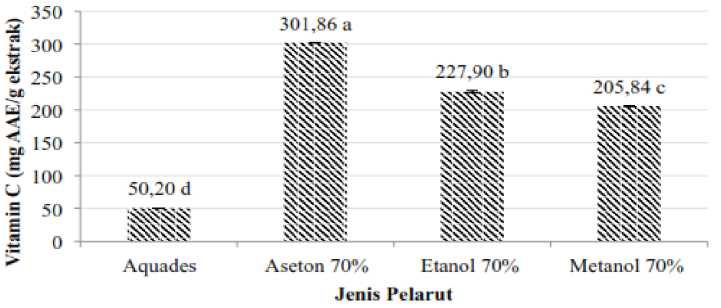 Vitamin C (mg AAE/g ekstrak)
350
300
250
200
150
100
50
0
50,20 d
301,86 a
227,90 b
205,84 c
Aquades
Aseton 70%
Etanol 70%
Metanol 70%
Jenis Pelarut